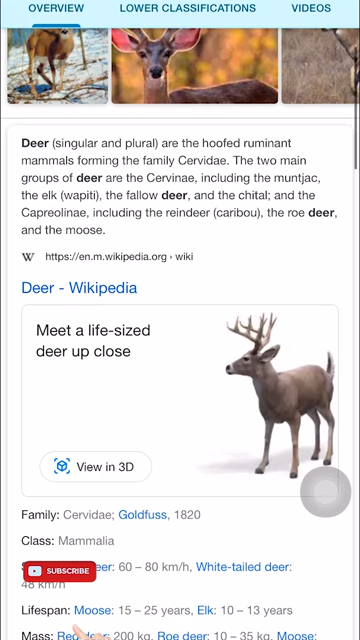 OVERVIEW LOWER CLASSIFICATIONS VIDEOS
Deer (singular and plural) are the hoofed ruminant
mammals forming the family Cervidae. The two main
groups of deer are the Cervinae, including the muntjac,
the elk (wapiti), the fallow deer, and the chital; and the
Capreolinae, including the reindeer (caribou), the roe deer,
and the moose.
W https://en.m.wikipedia.org › wiki
Deer - Wikipedia
Meet a life-sized
deer up close
View in 3D
Family: Cervidae; Goldfuss, 1820
Class: Mammalia
deer: 60 – 80 km/h, White-tailed deer:
SUBSCRIBE
48 km/h
Lifespan: Moose: 15 – 25 years, Elk: 10 – 13 years
Mass: Red deer: 200 kg, Roe deer: 10 – 35 kg, Moose: